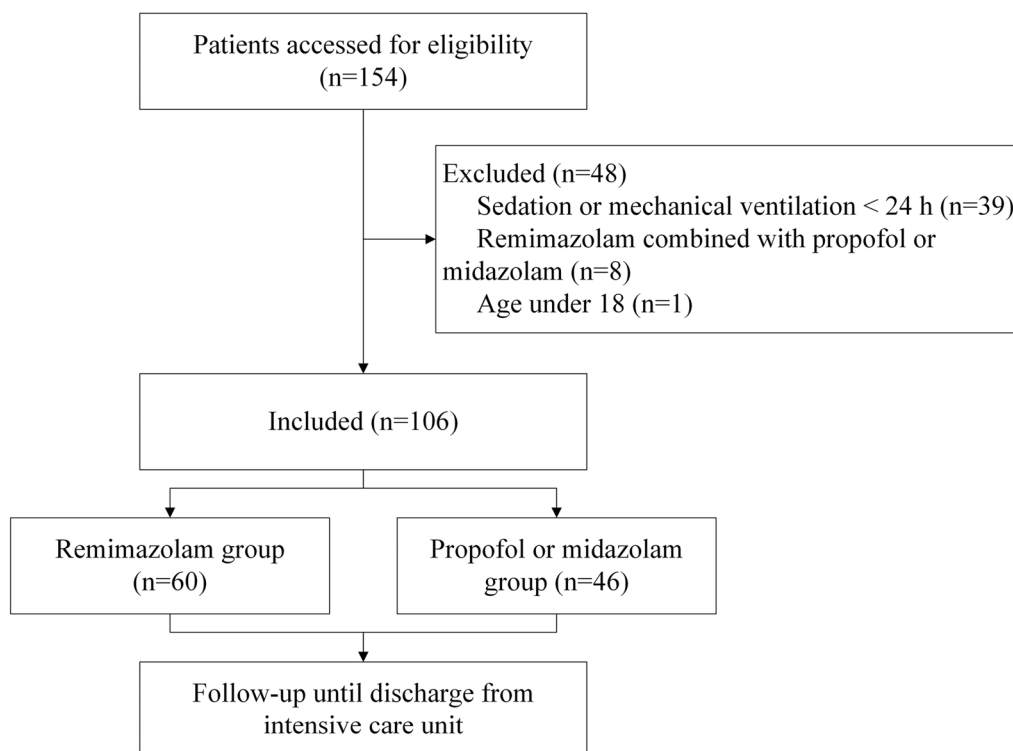 Patients accessed for eligibility
(n=154)
Excluded (n=48)
Sedation or mechanical ventilation < 24 h (n=39)
Remimazolam combined with propofol or
midazolam (n=8)
Age under 18 (n=1)
Included (n=106)
Remimazolam group
(n=60)
Propofol or midazolam
group (n=46)
Follow-up until discharge from
intensive care unit